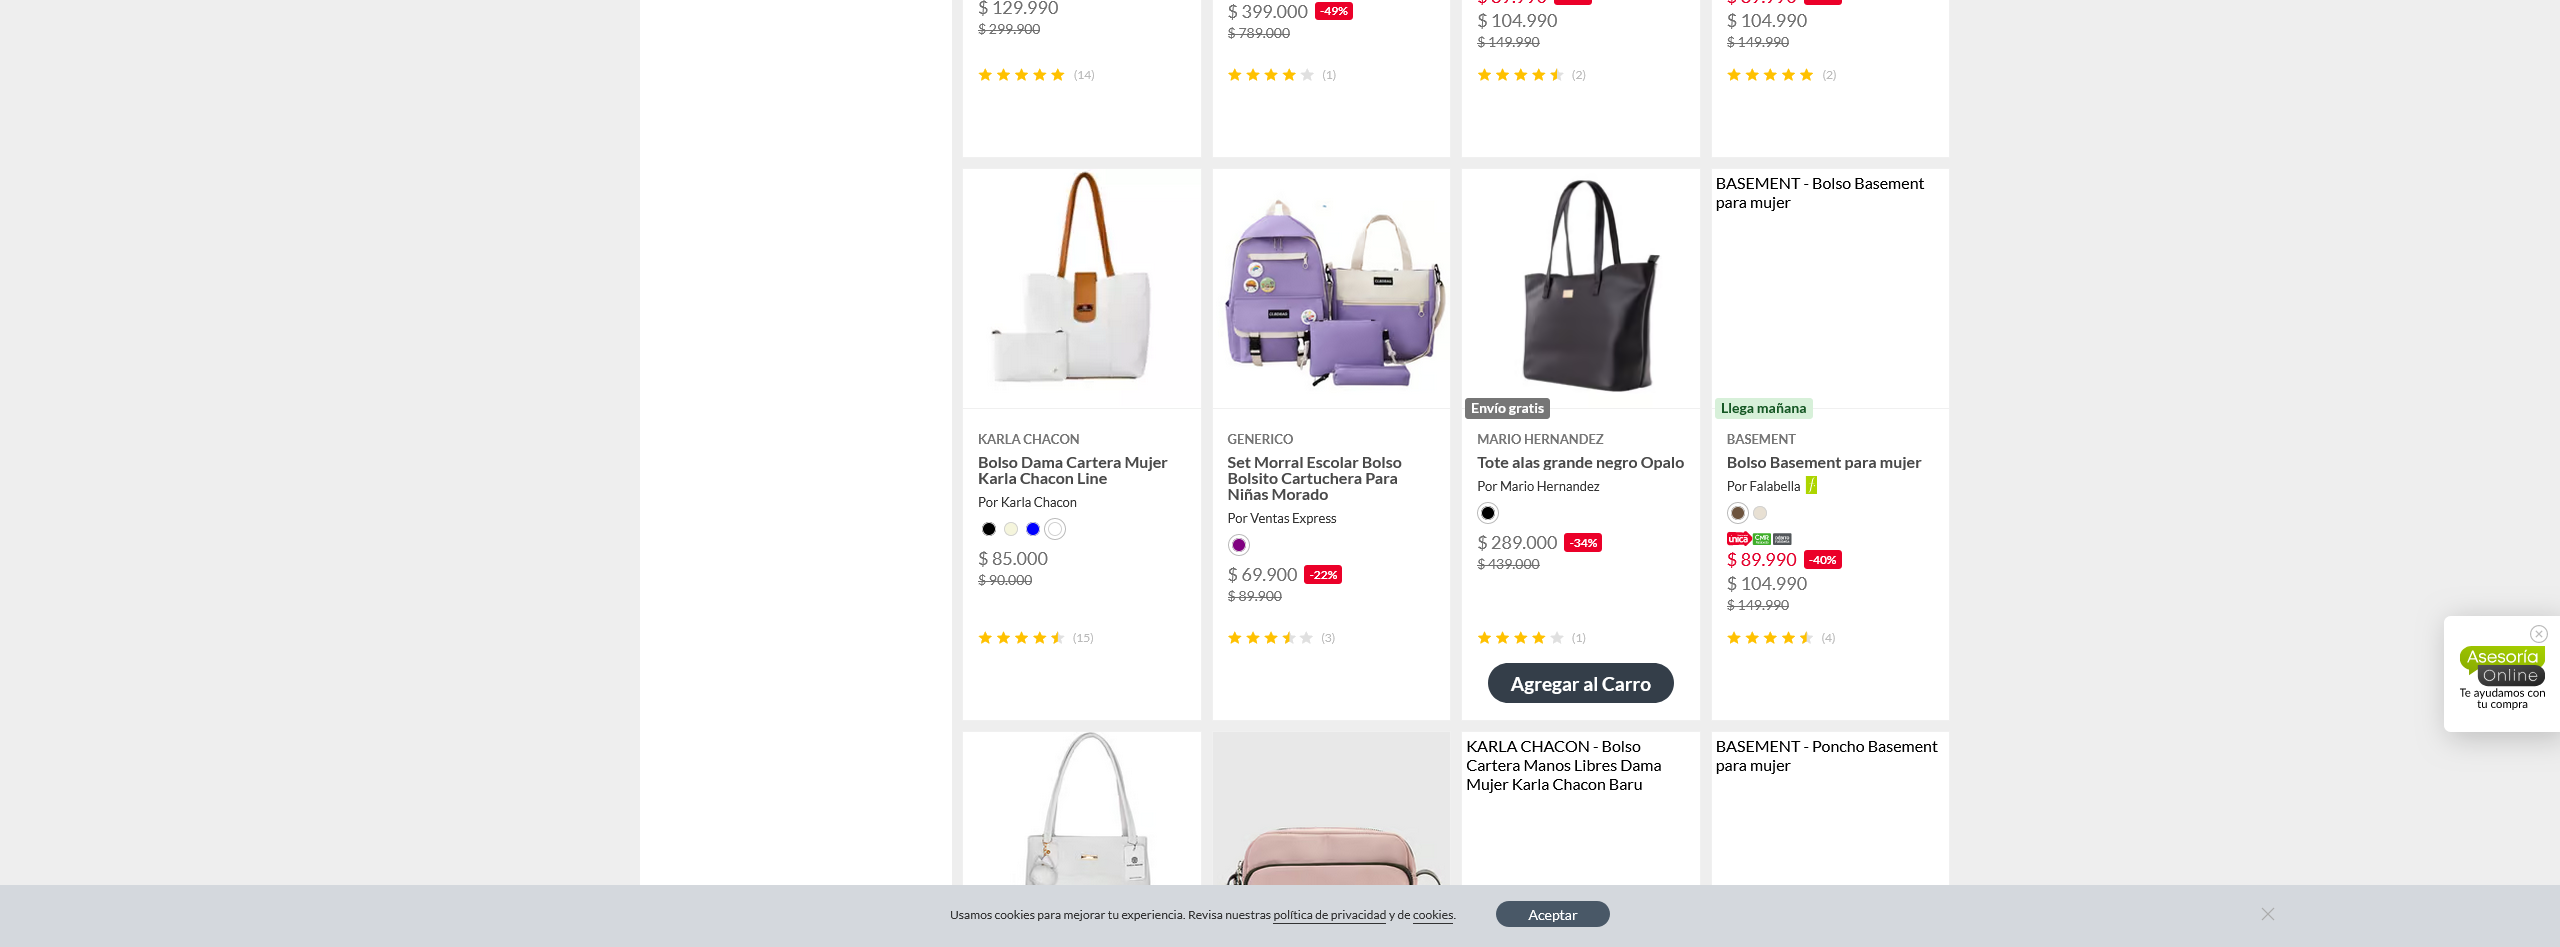 $ 129.990
$ 299.900
(14)
$ 399.000 -49%
$ 789.000
(1)
$ 104.990
$ 149.990
(2)
$ 104.990
$ 149.990
(2)
KARLA CHACON
Bolso Dama Cartera Mujer
Karla Chacon Line
Por Karla Chacon
$ 85.000
$ 90.000
(15)
GENERICO
Set Morral Escolar Bolso
Bolsito Cartuchera Para
Niñas Morado
Por Ventas Express
$ 69.900 -22%
$ 89.900
(3)
Envío gratis
MARIO HERNANDEZ
Tote alas grande negro Opalo
Por Mario Hernandez
$ 289.000 -34%
$ 439.000
(1)
Agregar al Carro
BASEMENT - Bolso Basement
para mujer
Llega mañana
BASEMENT
Bolso Basement para mujer
Por Falabella
unica CMR
$ 89.990 -40%
$ 104.990
$ 149.990
(4)
KARLA CHACON - Bolso
Cartera Manos Libres Dama
Mujer Karla Chacon Baru
BASEMENT - Poncho Basement
para mujer
Asesoría
Online
Te ayudamos con
tu compra
Usamos cookies para mejorar tu experiencia. Revisa nuestras política de privacidad y de cookies.
Aceptar